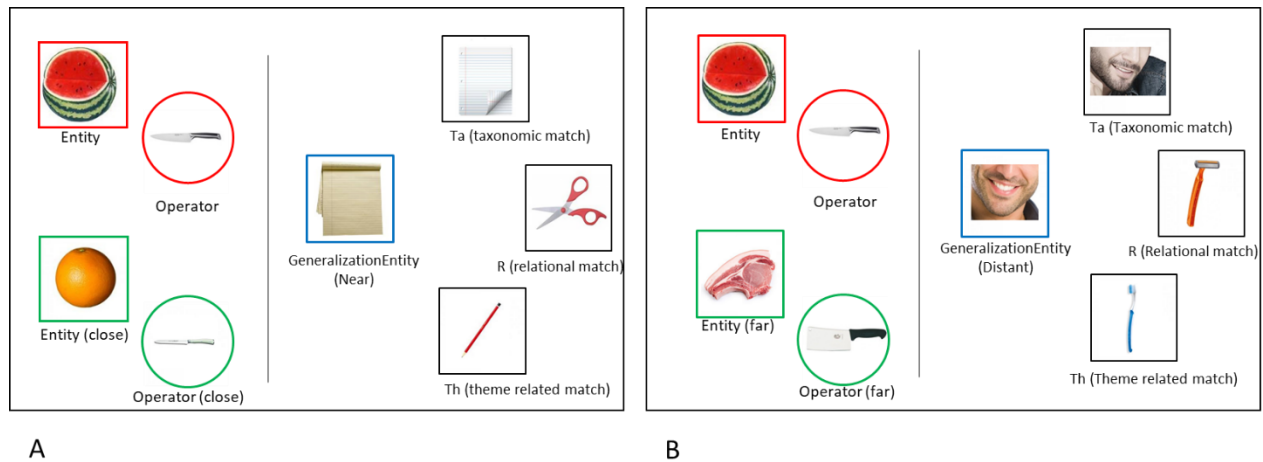 Entity
Operator
Entity (close)
Operator (close)
Ta (taxonomic match)
GeneralizationEntity
(Near)
R (relational match)
Th (theme related match)
A
Entity
Operator
Entity (far)
Operator (far)
Ta (Taxonomic match)
GeneralizationEntity
(Distant)
R (Relational match)
Th (Theme related match)
B